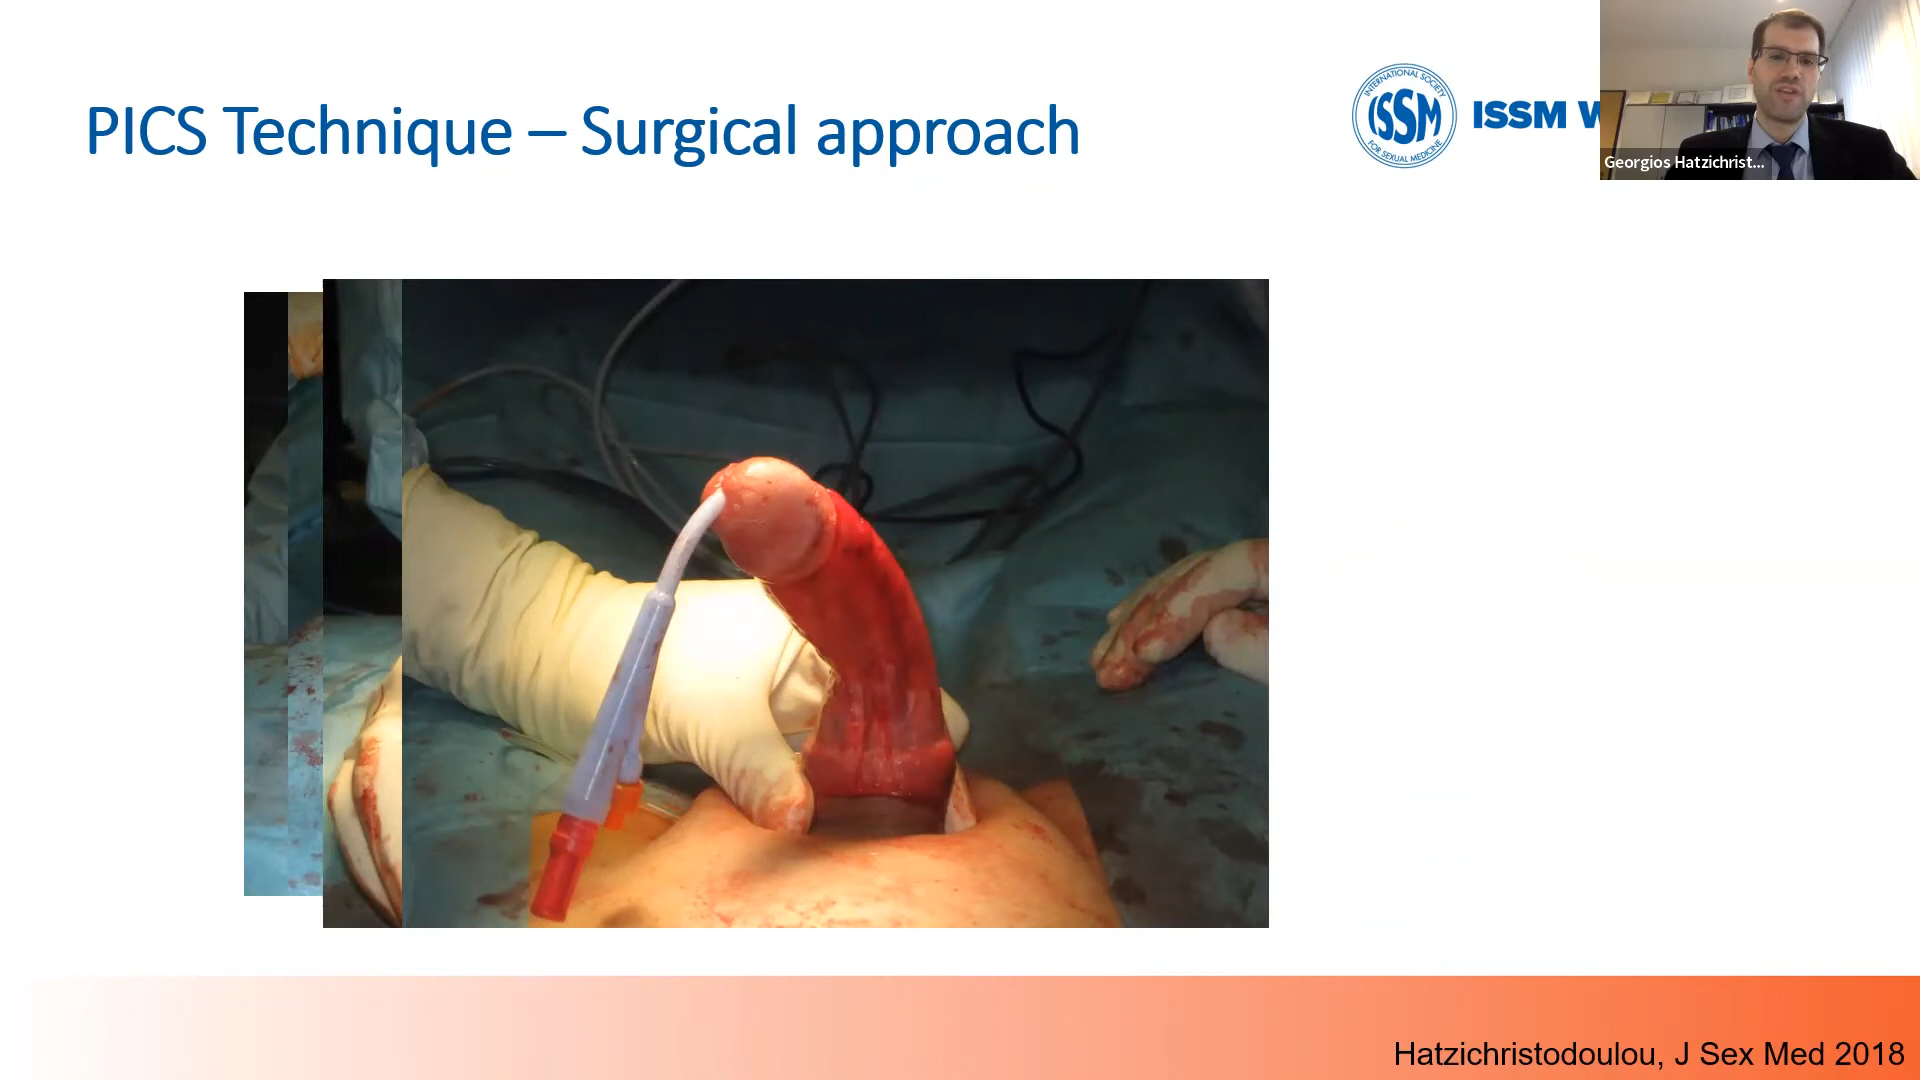 PICS Technique – Surgical approach
INTERNATIONAL SOCIETY
ISSM
FOR SEXUAL MEDICINE
ISSM W
Georgios Hatzichrist...
Hatzichristodoulou, J Sex Med 2018